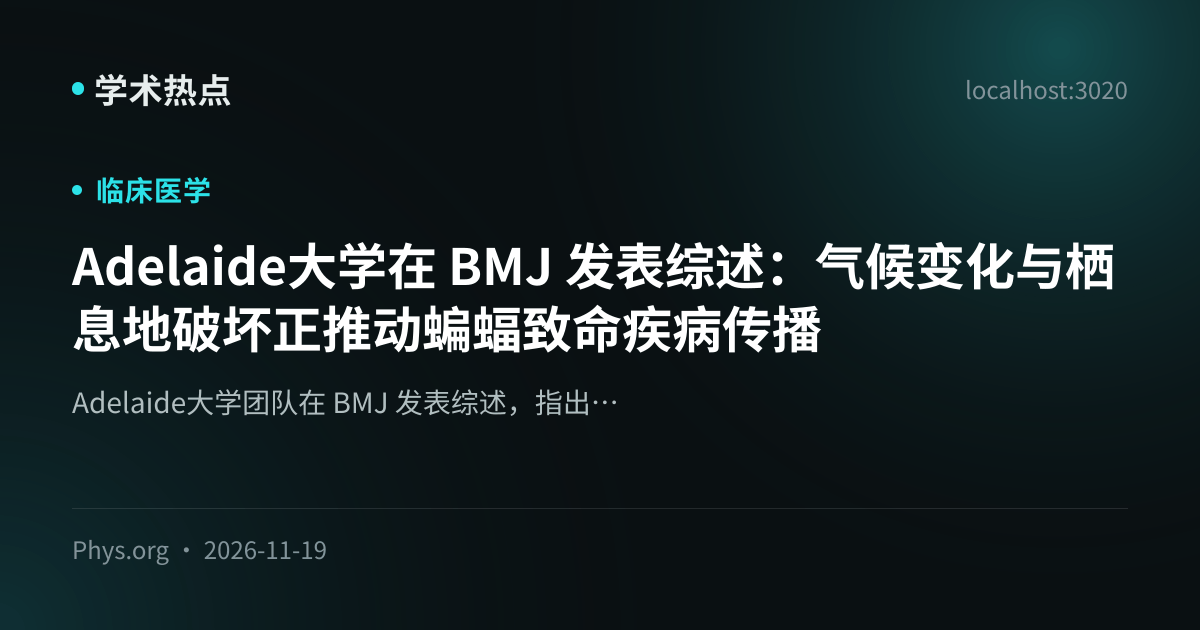 学术热点
localhost:3020
临床医学
Adelaide大学在 BMJ 发表综述：气候变化与栖
息地破坏正推动蝙蝠致命疾病传播
Adelaide大学团队在 BMJ 发表综述，指出…
Phys.org • 2026-11-19